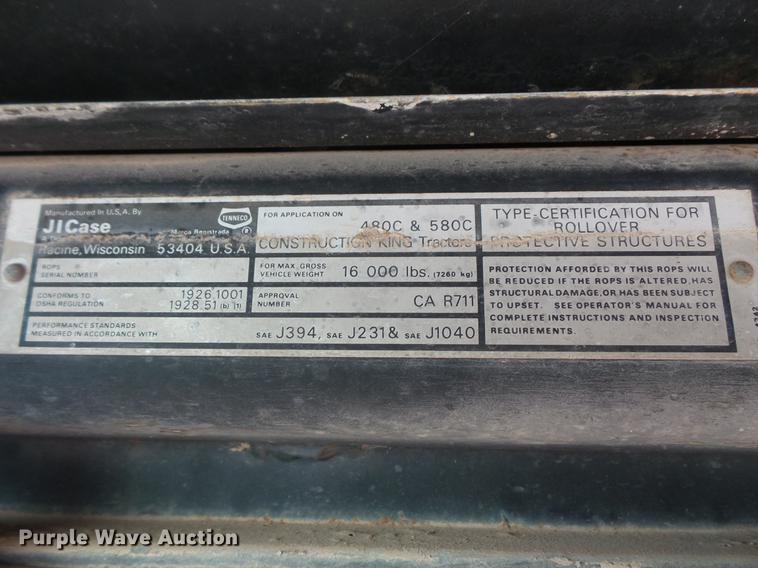 Manufactured In U.S.A. By
TENNECO
JI Case
Marca Registrada ®
Racine, Wisconsin 53404 U.S.A.
ROPS
SERIAL NUMBER
CONFORMS TO
OSHA REGULATION
1926.1001
1928.51 (b) (1)
PERFORMANCE STANDARDS
MEASURED IN ACCORDANCE WITH
SAE J394, SAE J231& SAE J1040
FOR APPLICATION ON
480C & 580C
CONSTRUCTION KING Tractors
FOR MAX. GROSS
VEHICLE WEIGHT
16 000 lbs. (7260 kg)
APPROVAL
NUMBER
CA R711
TYPE-CERTIFICATION FOR
ROLLOVER
PROTECTIVE STRUCTURES
PROTECTION AFFORDED BY THIS ROPS WILL
BE REDUCED IF THE ROPS IS ALTERED, HAS
STRUCTURAL DAMAGE, OR HAS BEEN SUBJECT
TO UPSET. SEE OPERATOR'S MANUAL FOR
COMPLETE INSTRUCTIONS AND INSPECTION
REQUIREMENTS.
Purple Wave Auction